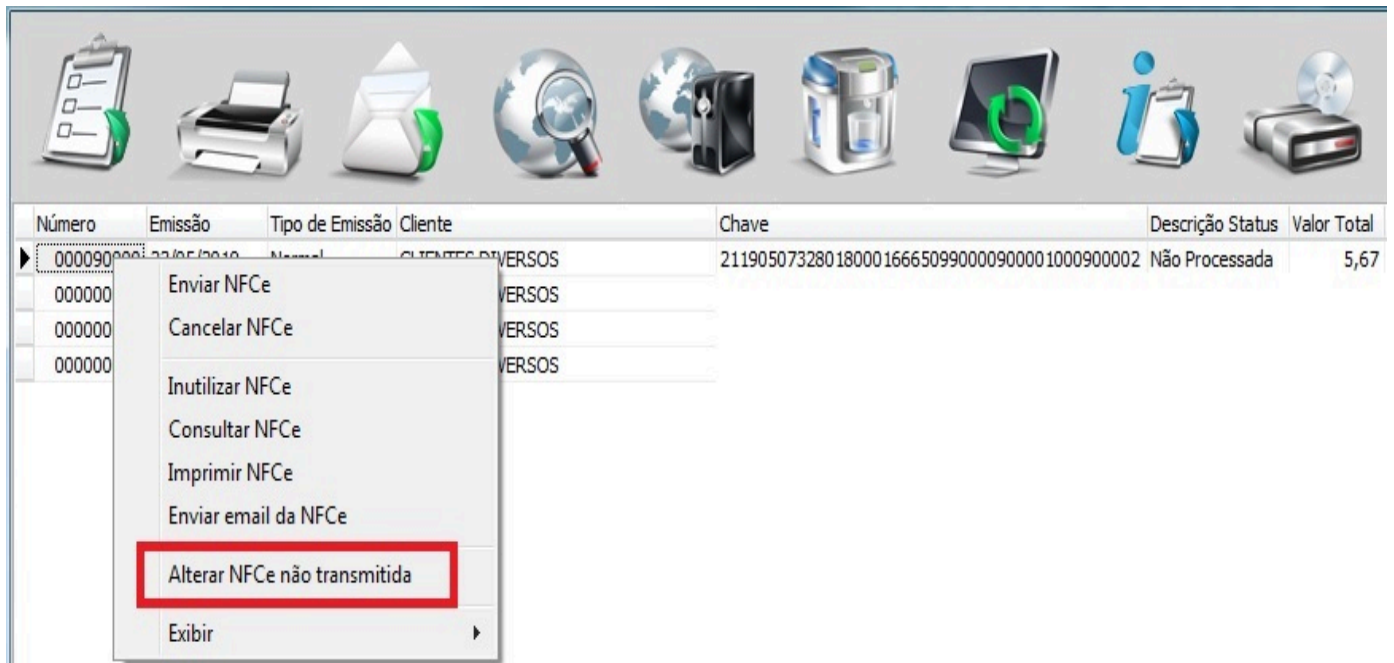 Número Emissão Tipo de Emissão Cliente Chave Descrição Status Valor Total
000090000 CLIENTES DIVERSOS 21190507328018000166650990000900001000900002 Não Processada 5,67
000000 VERSOS
000000 VERSOS
000000 VERSOS
Enviar NFCe
Cancelar NFCe
Inutilizar NFCe
Consultar NFCe
Imprimir NFCe
Enviar email da NFCe
Alterar NFCe não transmitida
Exibir